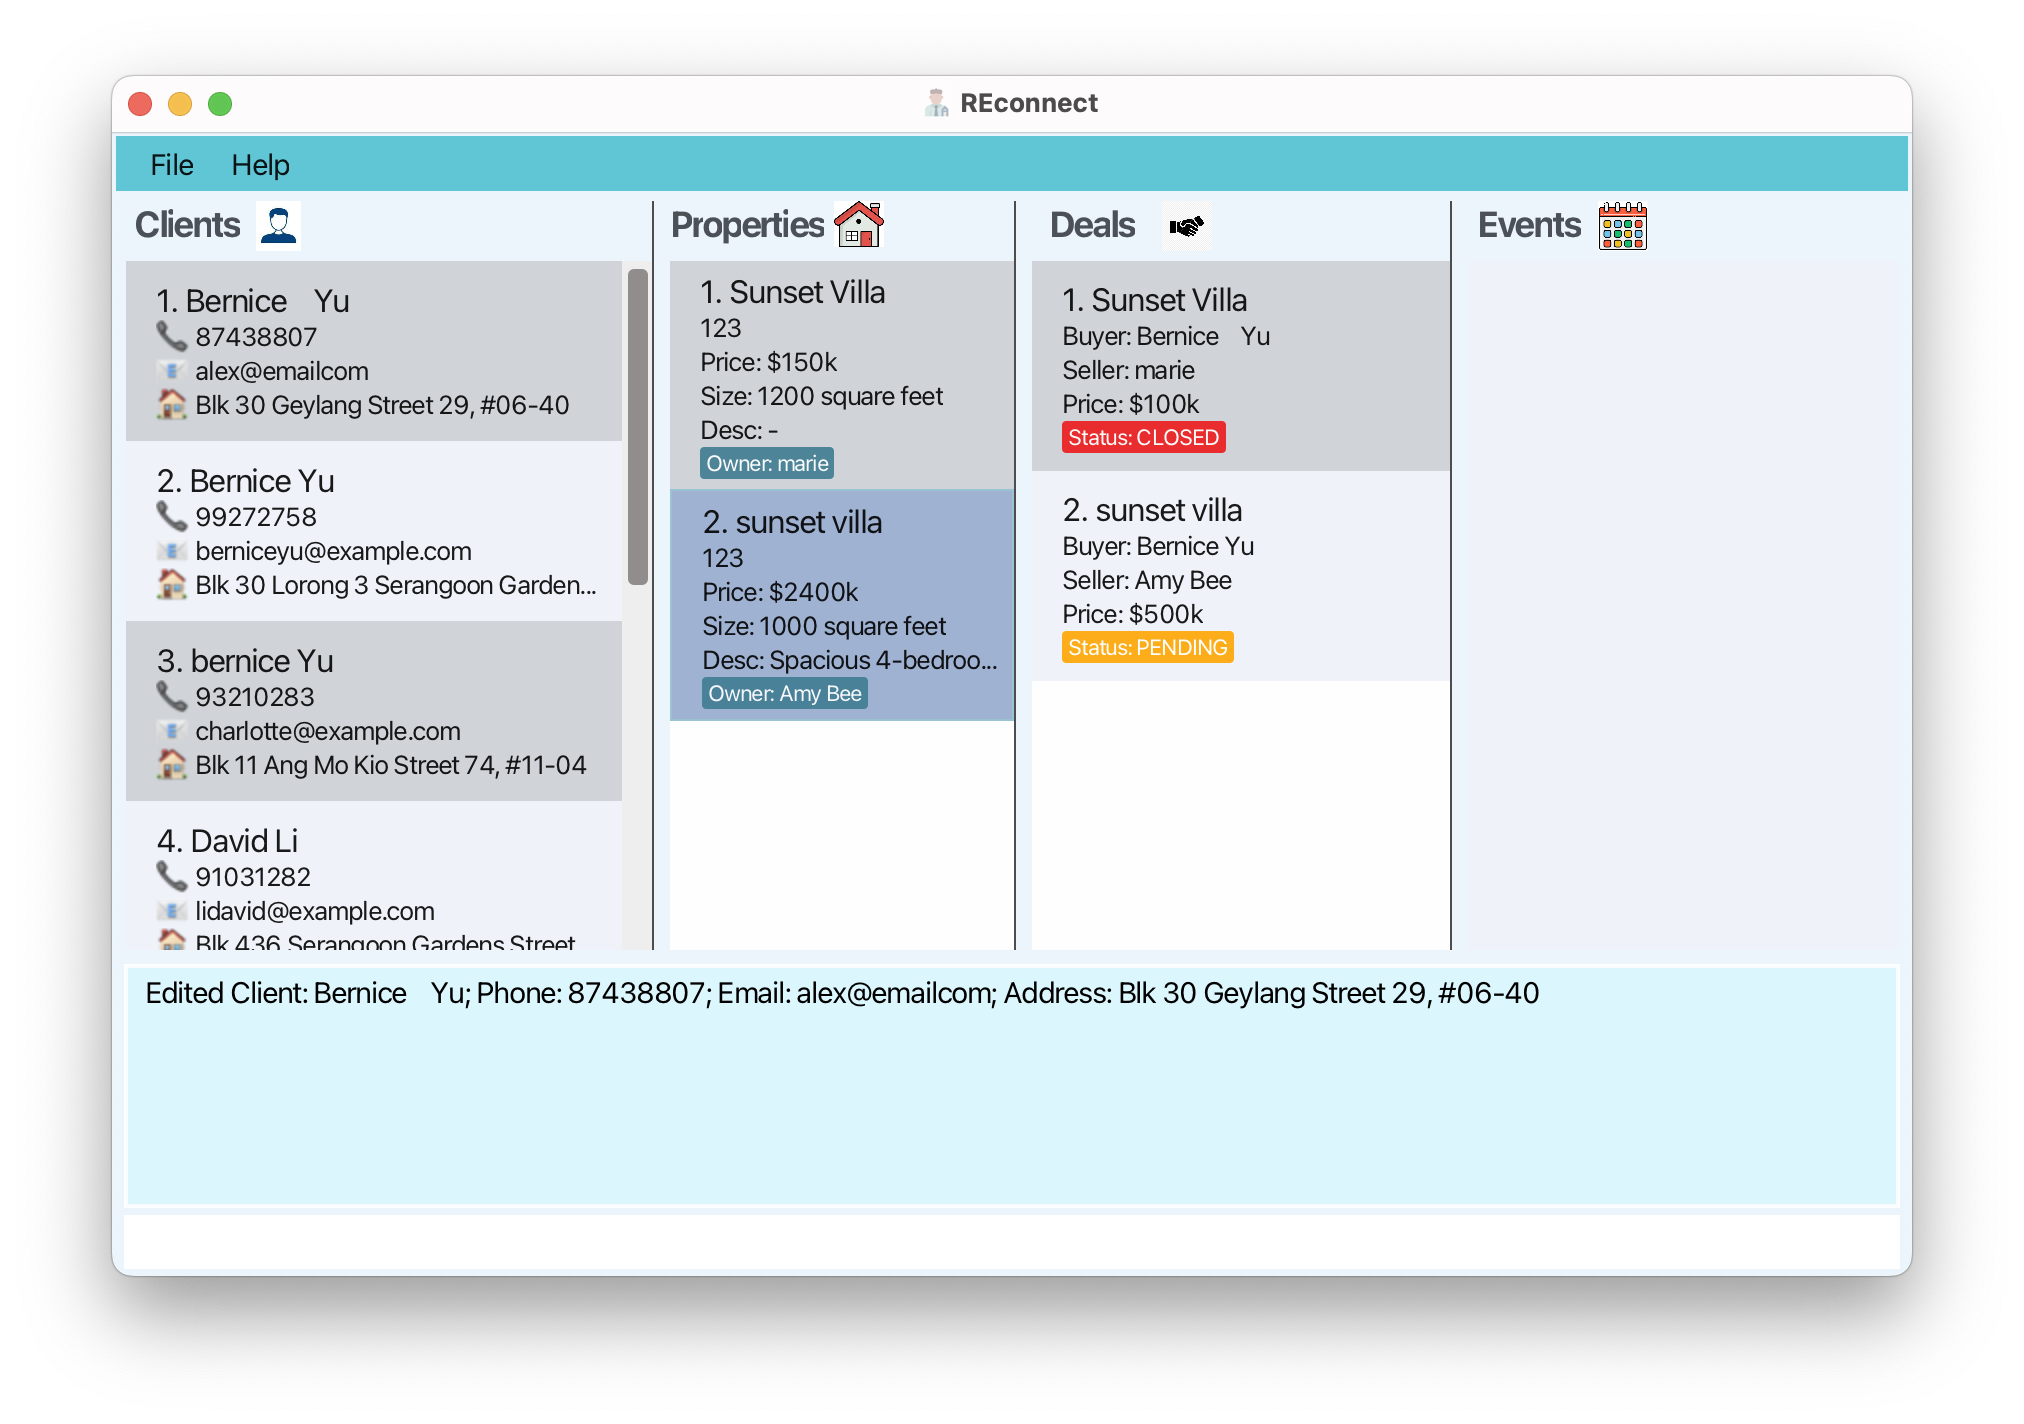 REconnect
File Help
Clients
1. Bernice    Yu
87438807
alex@emailcom
Blk 30 Geylang Street 29, #06-40
2. Bernice Yu
99272758
berniceyu@example.com
Blk 30 Lorong 3 Serangoon Garden...
3. bernice Yu
93210283
charlotte@example.com
Blk 11 Ang Mo Kio Street 74, #11-04
4. David Li
91031282
lidavid@example.com
Blk 436 Serangoon Gardens Street
Properties
1. Sunset Villa
123
Price: $150k
Size: 1200 square feet
Desc: -
Owner: marie
2. sunset villa
123
Price: $2400k
Size: 1000 square feet
Desc: Spacious 4-bedroo...
Owner: Amy Bee
Deals
1. Sunset Villa
Buyer: Bernice    Yu
Seller: marie
Price: $100k
Status: CLOSED
2. sunset villa
Buyer: Bernice Yu
Seller: Amy Bee
Price: $500k
Status: PENDING
Events
Edited Client: Bernice    Yu; Phone: 87438807; Email: alex@emailcom; Address: Blk 30 Geylang Street 29, #06-40